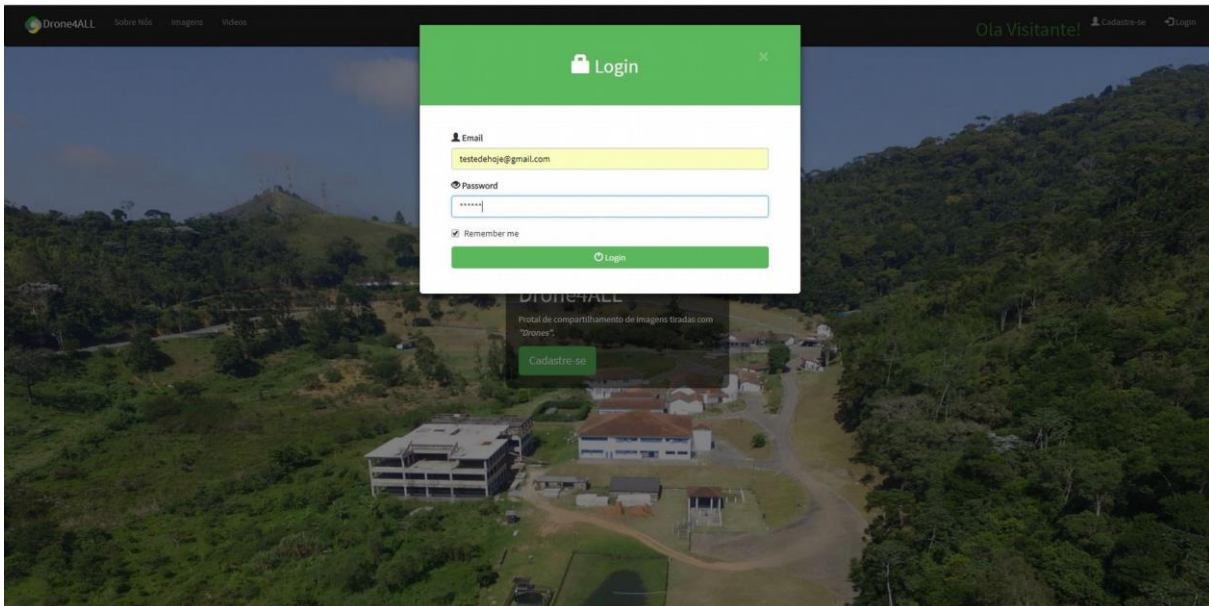 Drone4ALL Sobre Nós Imagens Videos Ola Visitante! Cadastre-se Login
Login ×
Email
testedehoje@gmail.com
Password
******
Remember me
Login
Drone4ALL
Protal de compartilhamento de imagens tiradas com
"Drones".
Cadastre-se